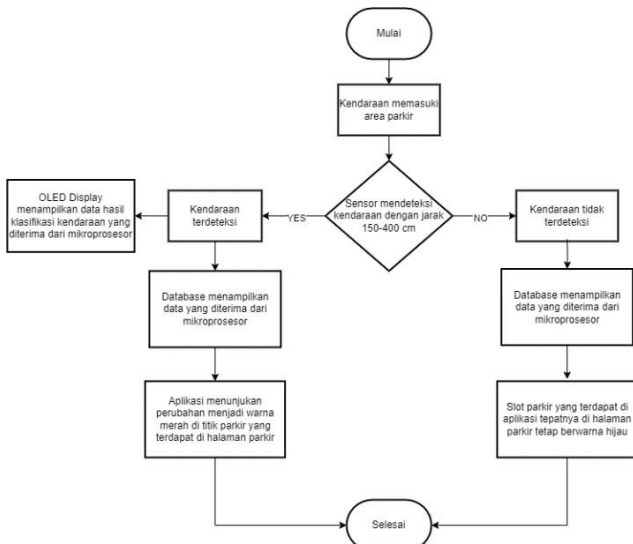 Mulai
Kendaraan memasuki
area parkir
Sensor mendeteksi
kendaraan dengan jarak
150-400 cm
YES
NO
Kendaraan
terdeteksi
OLED Display
menampilkan data hasil
klasifikasi kendaraan yang
diterima dari mikroprosesor
Kendaraan tidak
terdeteksi
Database menampilkan
data yang diterima dari
mikroprosesor
Database menampilkan
data yang diterima dari
mikroprosesor
Aplikasi menunjukan
perubahan menjadi warna
merah di titik parkir yang
terdapat di halaman parkir
Slot parkir yang terdapat di
aplikasi tepatnya di halaman
parkir tetap berwarna hijau
Selesai